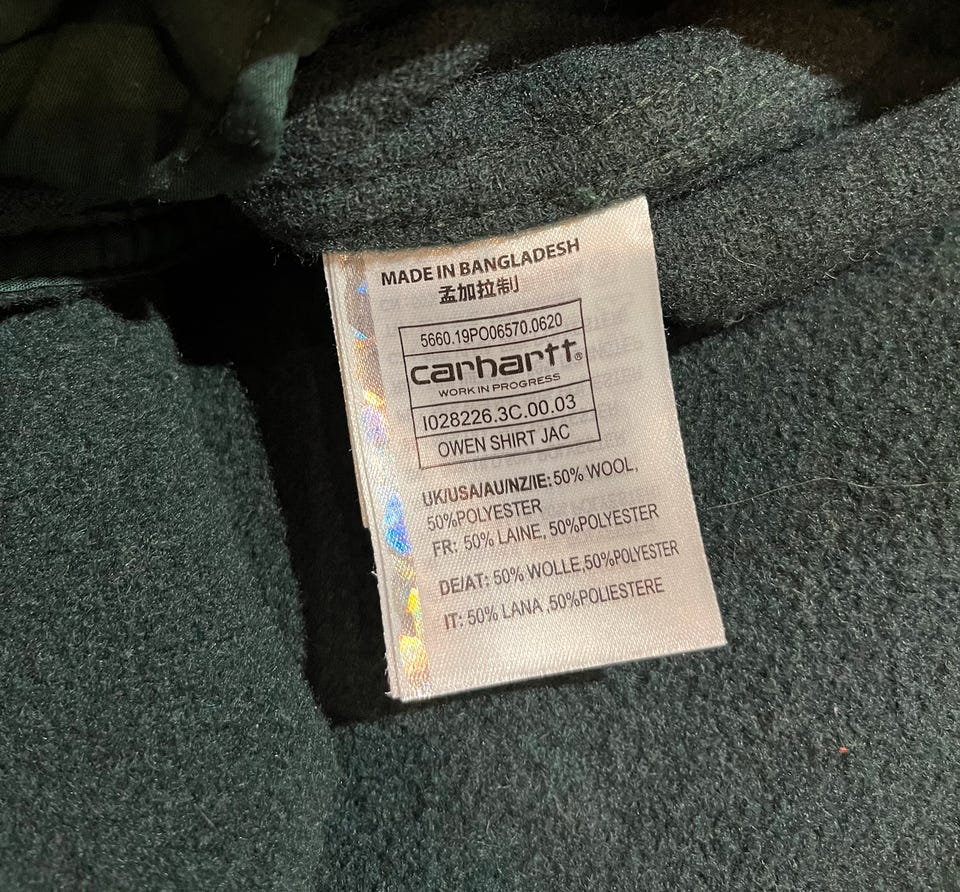 MADE IN BANGLADESH
孟加拉制
5660.19PO06570.0620
carhartt®
WORK IN PROGRESS
I028226.3C.00.03
OWEN SHIRT JAC
UK/USA/AU/NZ/IE: 50% WOOL,
50%POLYESTER
FR: 50% LAINE, 50%POLYESTER
DE/AT: 50% WOLLE,50%POLYESTER
IT: 50% LANA ,50%POLIESTERE